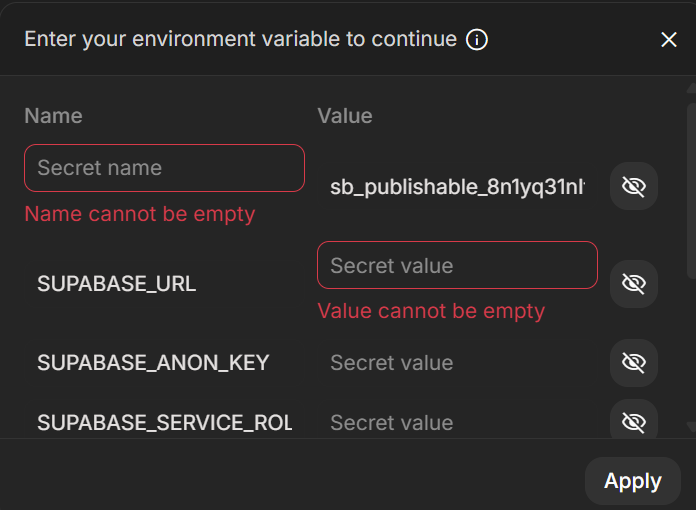 Enter your environment variable to continue
Name Value
Secret name
sb_publishable_8n1yq31nl
Name cannot be empty
Secret value
SUPABASE_URL
Value cannot be empty
SUPABASE_ANON_KEY Secret value
SUPABASE_SERVICE_ROL Secret value
Apply